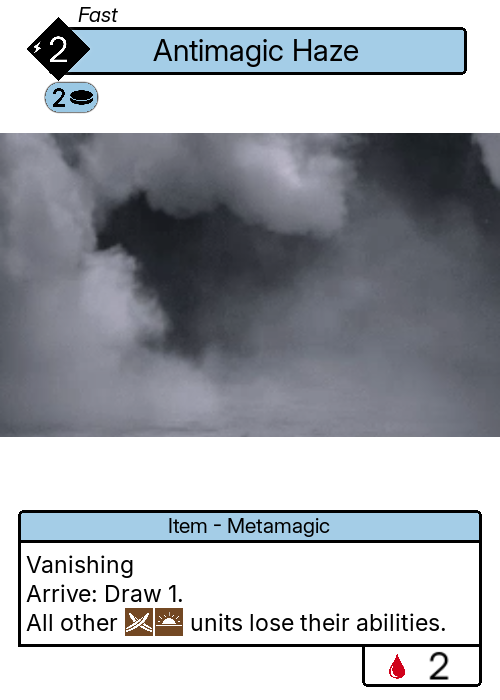 Fast
2 Antimagic Haze
2
Item - Metamagic
Vanishing
Arrive: Draw 1.
All other units lose their abilities.
2